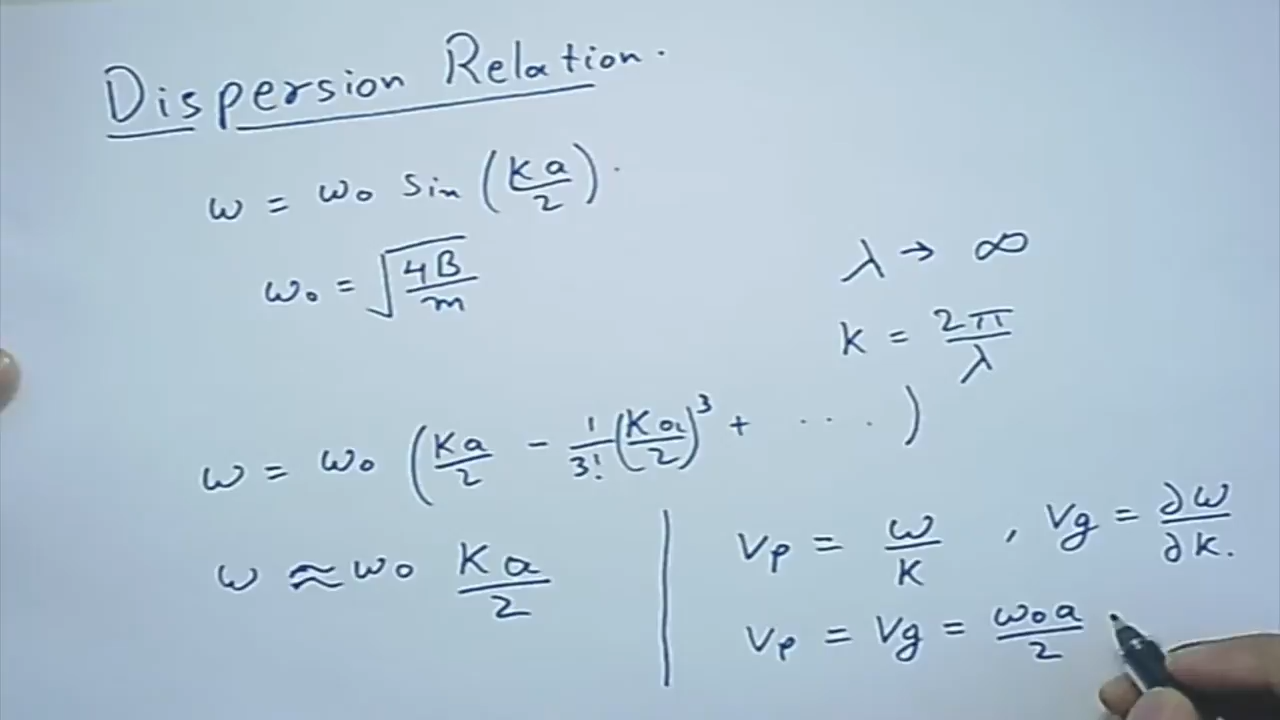 Dispersion Relation.
ω = ω₀ sin (Ka/2).
ω₀ = √(4B/m)
λ → ∞
K = 2π/λ
ω = ω₀ (Ka/2 - 1/3! (Ka/2)³ + ....)
ω ≈ ω₀ Ka/2
Vp = ω/K , Vg = ∂ω/∂K.
Vp = Vg = ω₀a/2